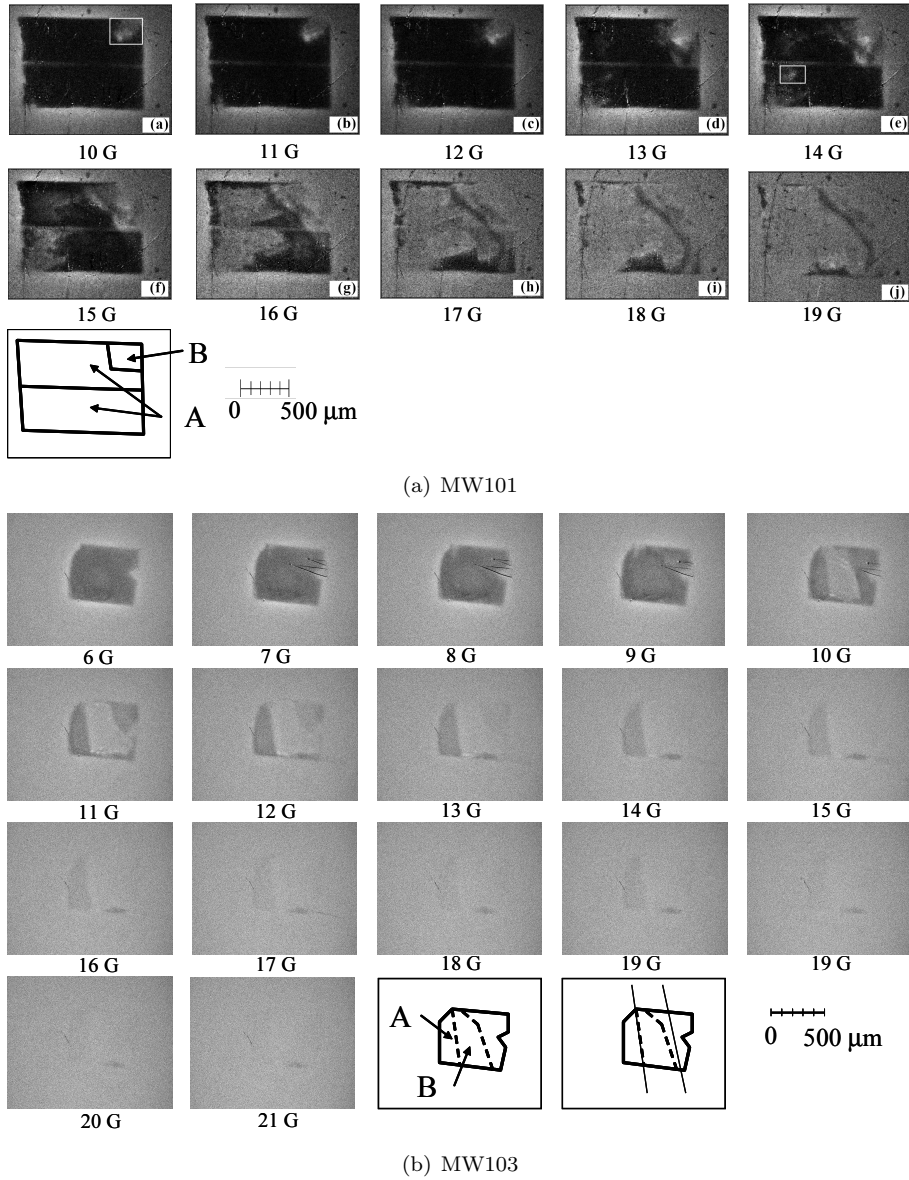 (a) (b) (c) (d) (e)
10 G 11 G 12 G 13 G 14 G
(f) (g) (h) (i) (j)
15 G 16 G 17 G 18 G 19 G
B
A
0 500 µm
(a) MW101
6 G 7 G 8 G 9 G 10 G
11 G 12 G 13 G 14 G 15 G
16 G 17 G 18 G 19 G 19 G
A
B
0 500 µm
20 G 21 G
(b) MW103